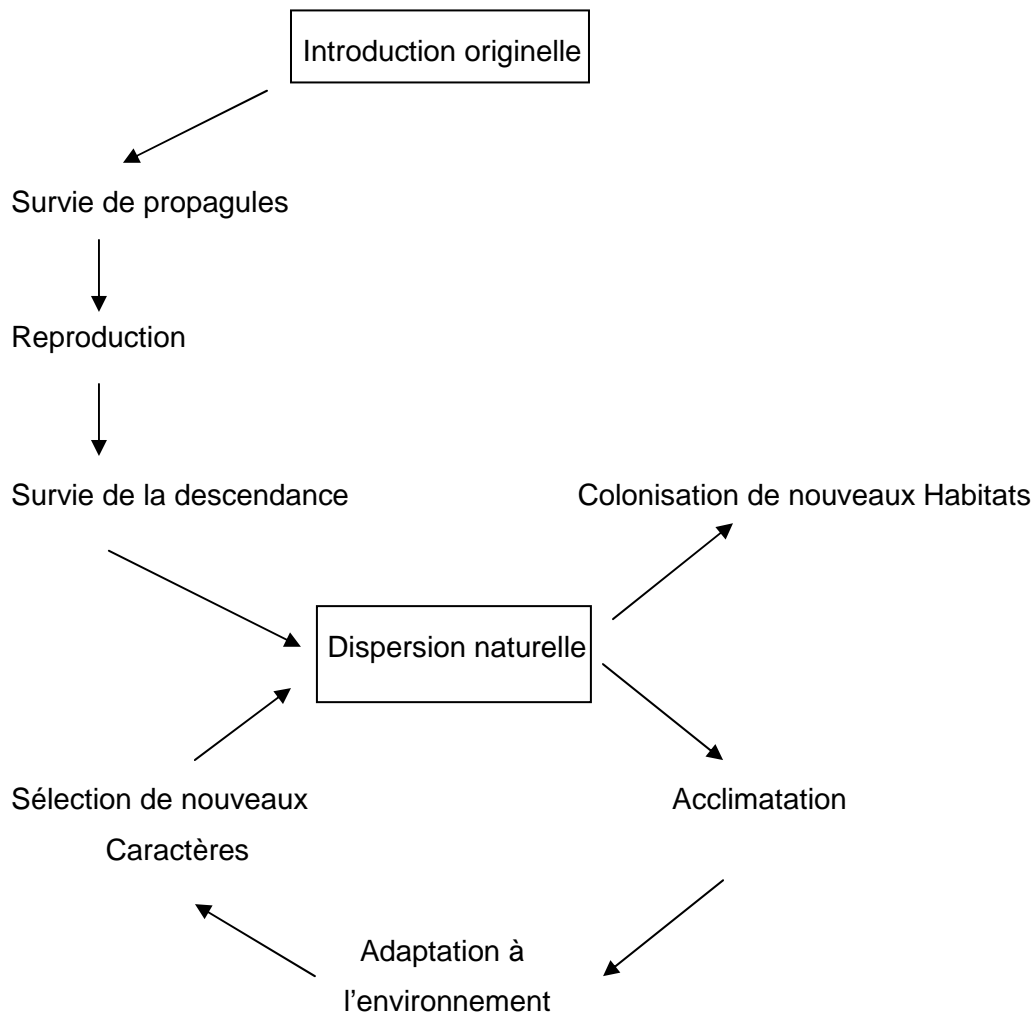 Introduction originelle
Survie de propagules
Reproduction
Survie de la descendance
Colonisation de nouveaux Habitats
Dispersion naturelle
Sélection de nouveaux
Caractères
Acclimatation
Adaptation à
l’environnement